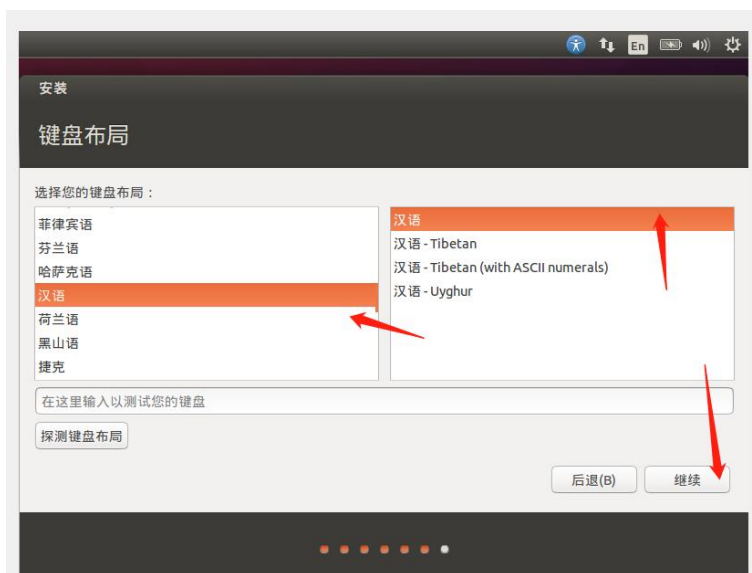 En
安装
键盘布局
选择您的键盘布局：
菲律宾语
芬兰语
哈萨克语
汉语
荷兰语
黑山语
捷克
汉语
汉语 - Tibetan
汉语 - Tibetan (with ASCII numerals)
汉语 - Uyghur
在这里输入以测试您的键盘
探测键盘布局
后退(B)
继续